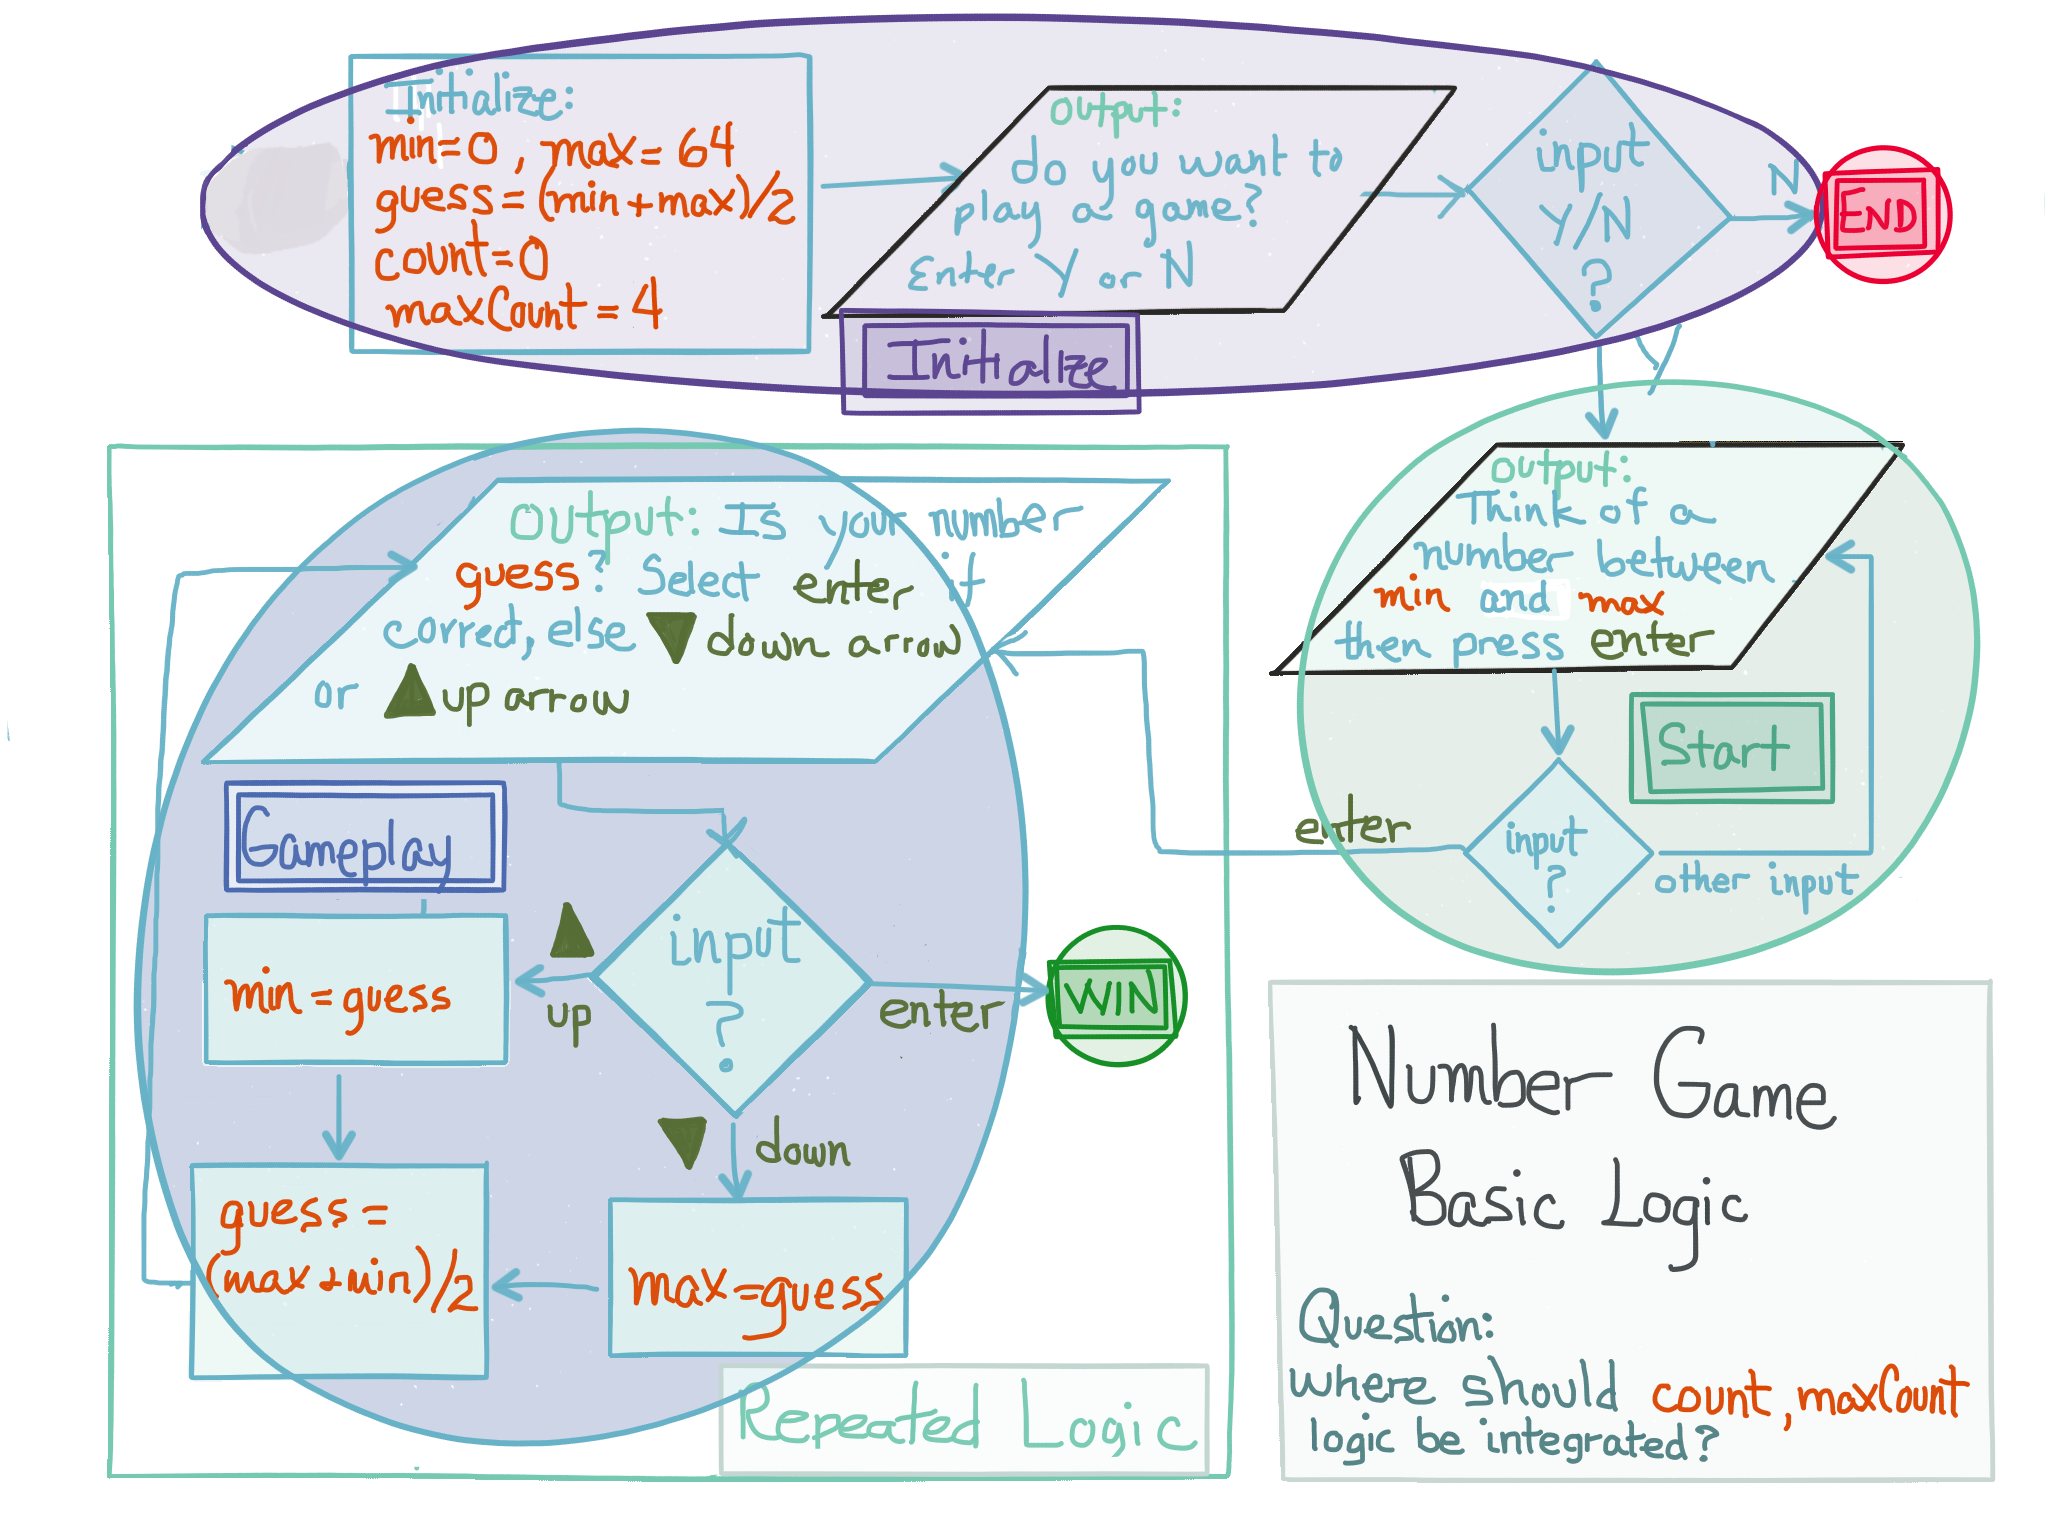 Initialize:
min=0, max=64
guess=(min+max)/2
count=0
maxCount=4
output:
do you want to
play a game?
Enter Y or N
input
Y/N
?
N
END
Initialize
Y
output:
Think of a
number between
min and max
then press enter
Start
input
?
enter
other input
Output: Is your number
guess? Select enter if
correct, else ▼ down arrow
or ▲ up arrow
Gameplay
input
?
▲
up
enter
WIN
▼ down
min=guess
guess=
(max+min)/2
max=guess
Repeated Logic
Number Game
Basic Logic
Question:
where should count, maxCount
logic be integrated?